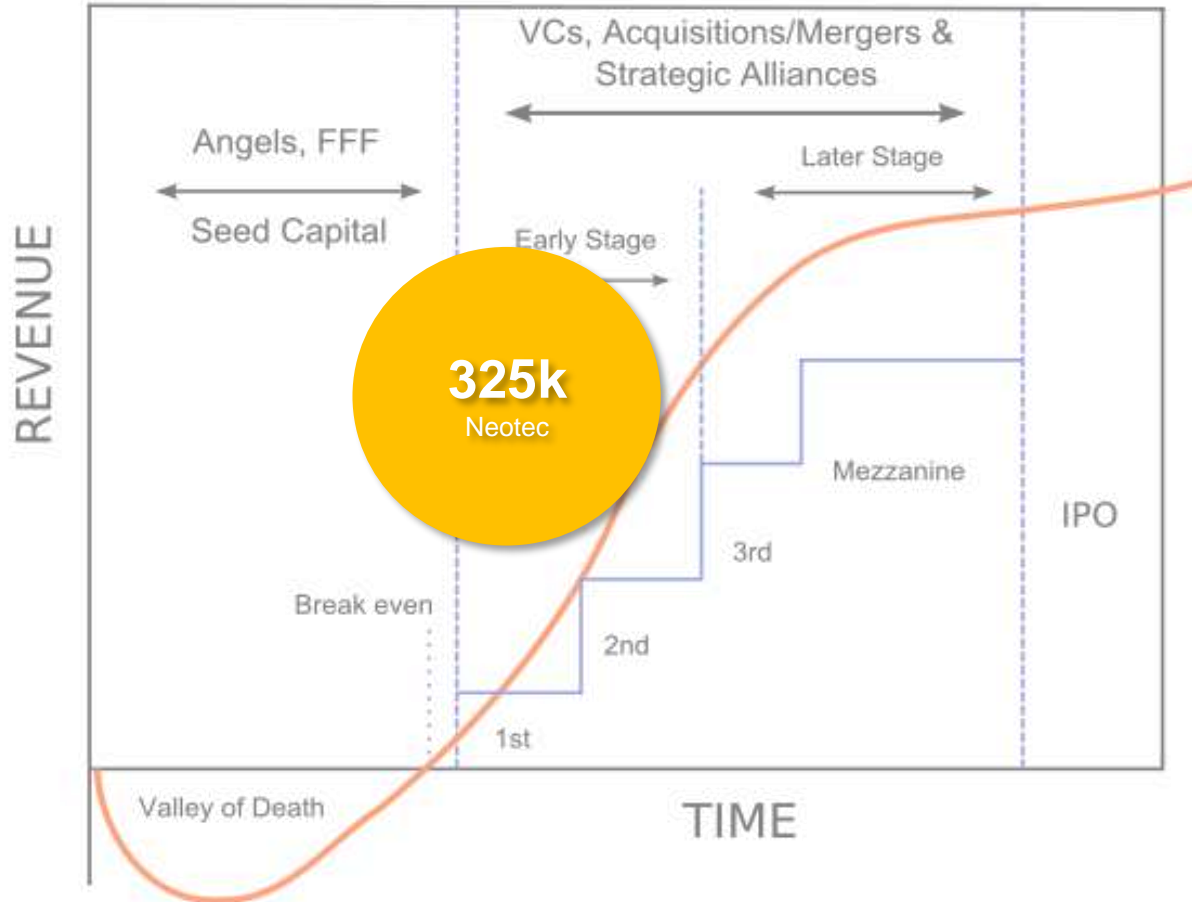 VCs, Acquisitions/Mergers &
Strategic Alliances
Angels, FFF
Later Stage
Seed Capital
Early Stage
REVENUE
325k
Neotec
Mezzanine
IPO
3rd
Break even
2nd
1st
Valley of Death
TIME